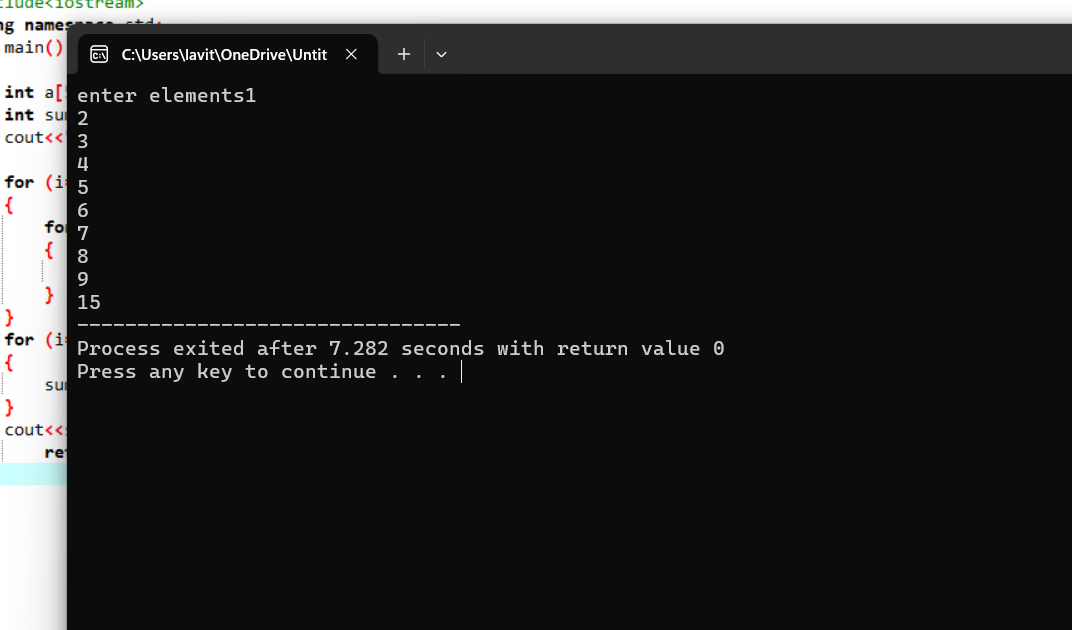 clude<iostream>
ng namespace std;
main()
int a[
int su
cout<<
for (i
{
for
{
}
}
for (i
{
su
}
cout<<
ret
C:\Users\lavit\OneDrive\Untit
enter elements1
2
3
4
5
6
7
8
9
15
--------------------------------
Process exited after 7.282 seconds with return value 0
Press any key to continue . . .